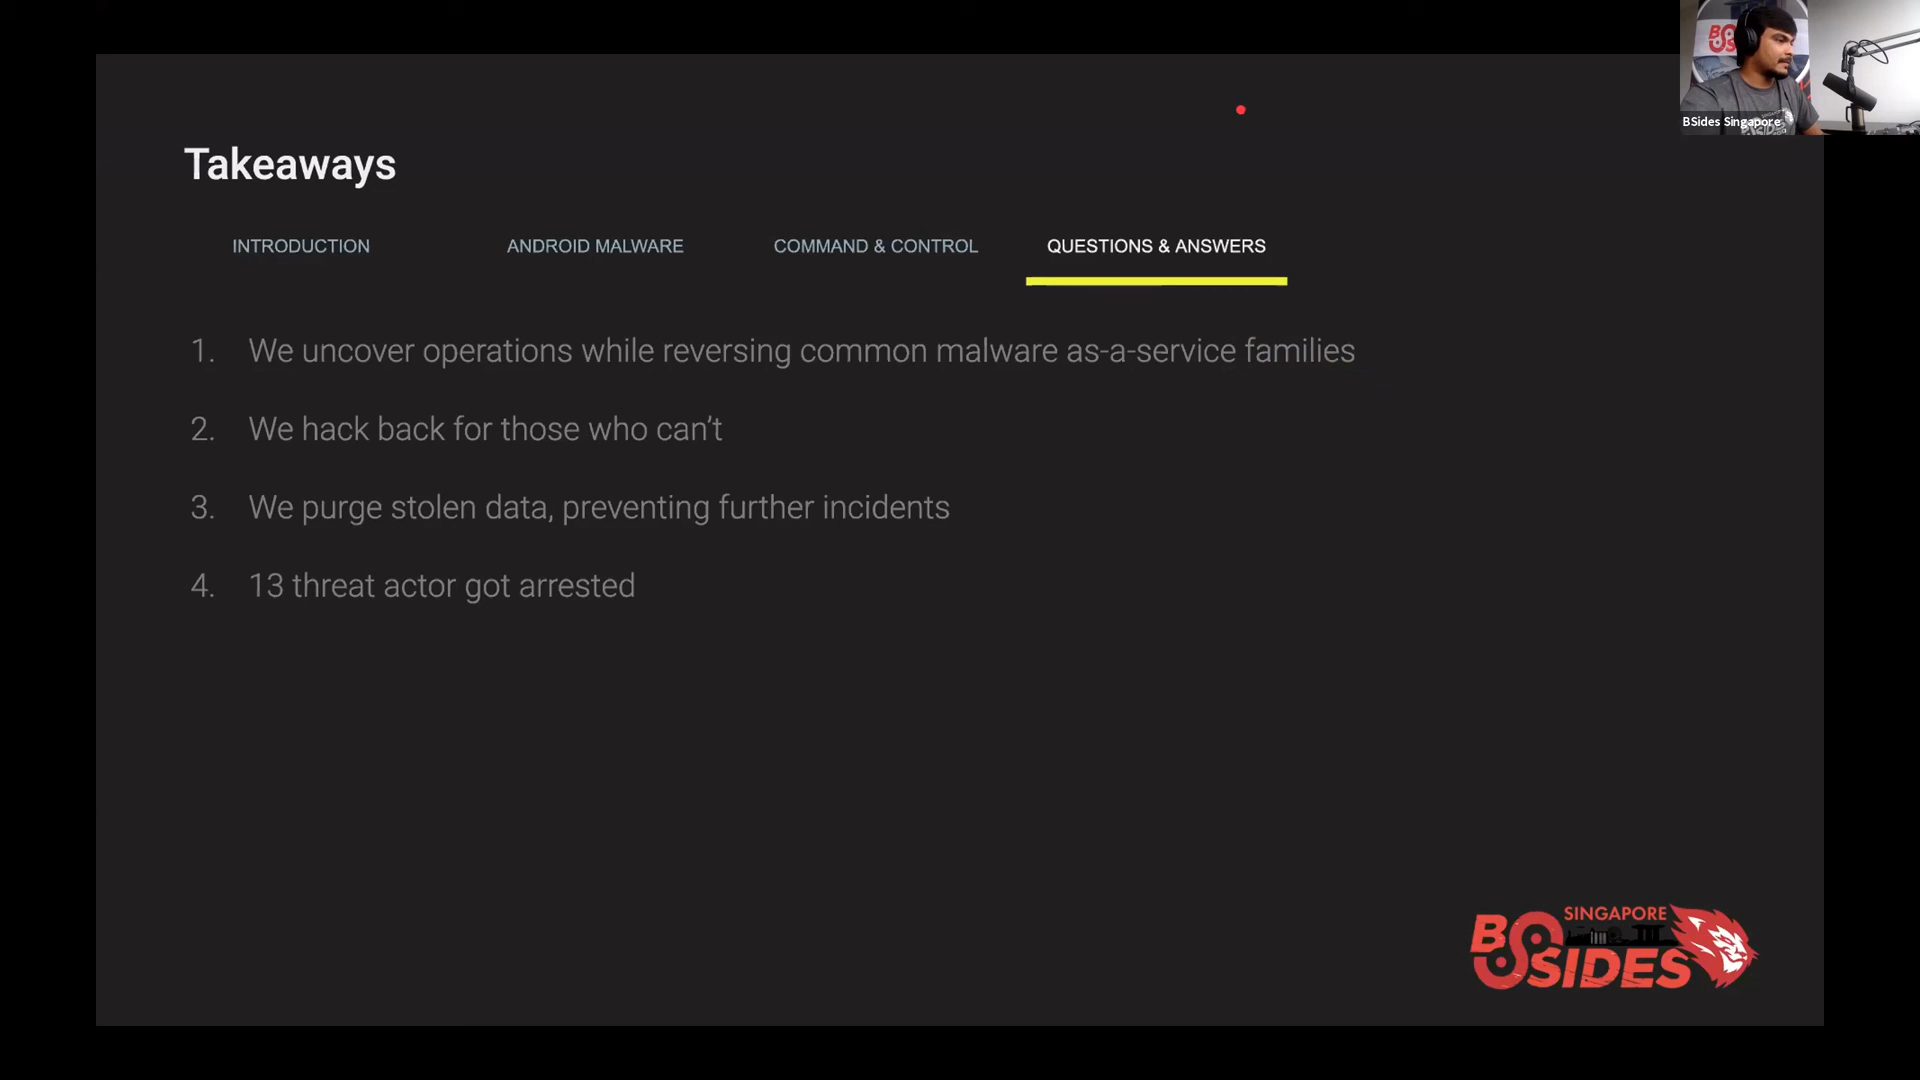 BSides Singapore
Takeaways
INTRODUCTION
ANDROID MALWARE
COMMAND & CONTROL
QUESTIONS & ANSWERS
1. We uncover operations while reversing common malware as-a-service families
2. We hack back for those who can’t
3. We purge stolen data, preventing further incidents
4. 13 threat actor got arrested
SINGAPORE
BSIDES